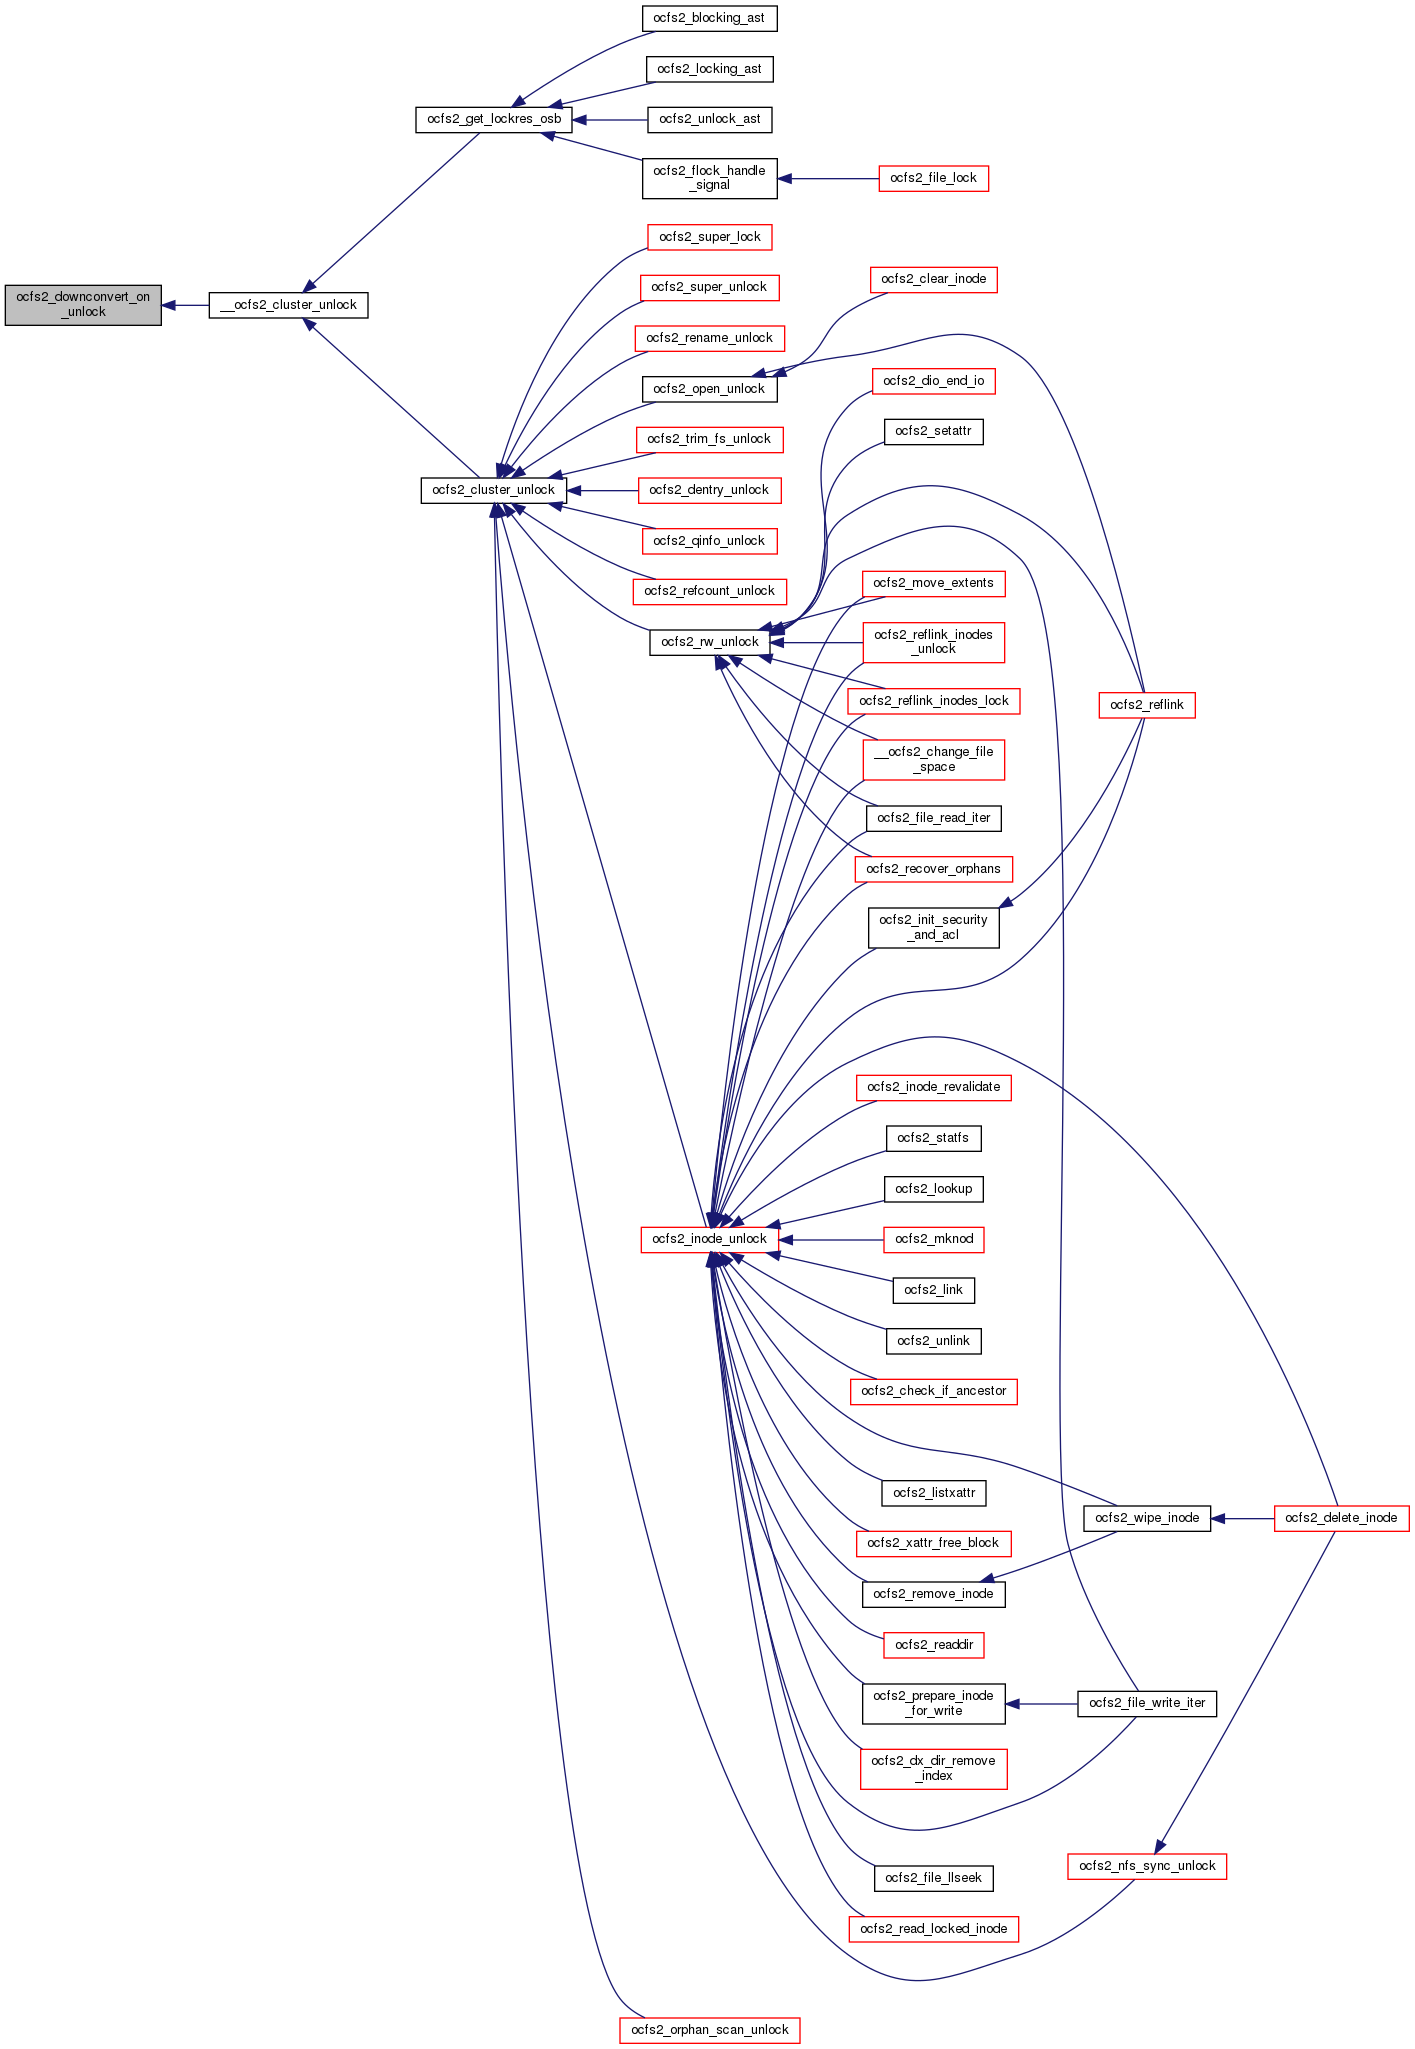 ocfs2_blocking_ast
ocfs2_locking_ast
ocfs2_get_lockres_osb
ocfs2_unlock_ast
ocfs2_flock_handle
_signal
ocfs2_file_lock
ocfs2_super_lock
ocfs2_clear_inode
ocfs2_super_unlock
ocfs2_downconvert_on
_unlock
__ocfs2_cluster_unlock
ocfs2_rename_unlock
ocfs2_dio_end_io
ocfs2_open_unlock
ocfs2_setattr
ocfs2_trim_fs_unlock
ocfs2_cluster_unlock
ocfs2_dentry_unlock
ocfs2_qinfo_unlock
ocfs2_move_extents
ocfs2_refcount_unlock
ocfs2_reflink_inodes
_unlock
ocfs2_rw_unlock
ocfs2_reflink_inodes_lock
ocfs2_reflink
__ocfs2_change_file
_space
ocfs2_file_read_iter
ocfs2_recover_orphans
ocfs2_init_security
_and_acl
ocfs2_inode_revalidate
ocfs2_statfs
ocfs2_lookup
ocfs2_inode_unlock
ocfs2_mknod
ocfs2_link
ocfs2_unlink
ocfs2_check_if_ancestor
ocfs2_listxattr
ocfs2_wipe_inode
ocfs2_delete_inode
ocfs2_xattr_free_block
ocfs2_remove_inode
ocfs2_readdir
ocfs2_prepare_inode
_for_write
ocfs2_file_write_iter
ocfs2_dx_dir_remove
_index
ocfs2_nfs_sync_unlock
ocfs2_file_llseek
ocfs2_read_locked_inode
ocfs2_orphan_scan_unlock